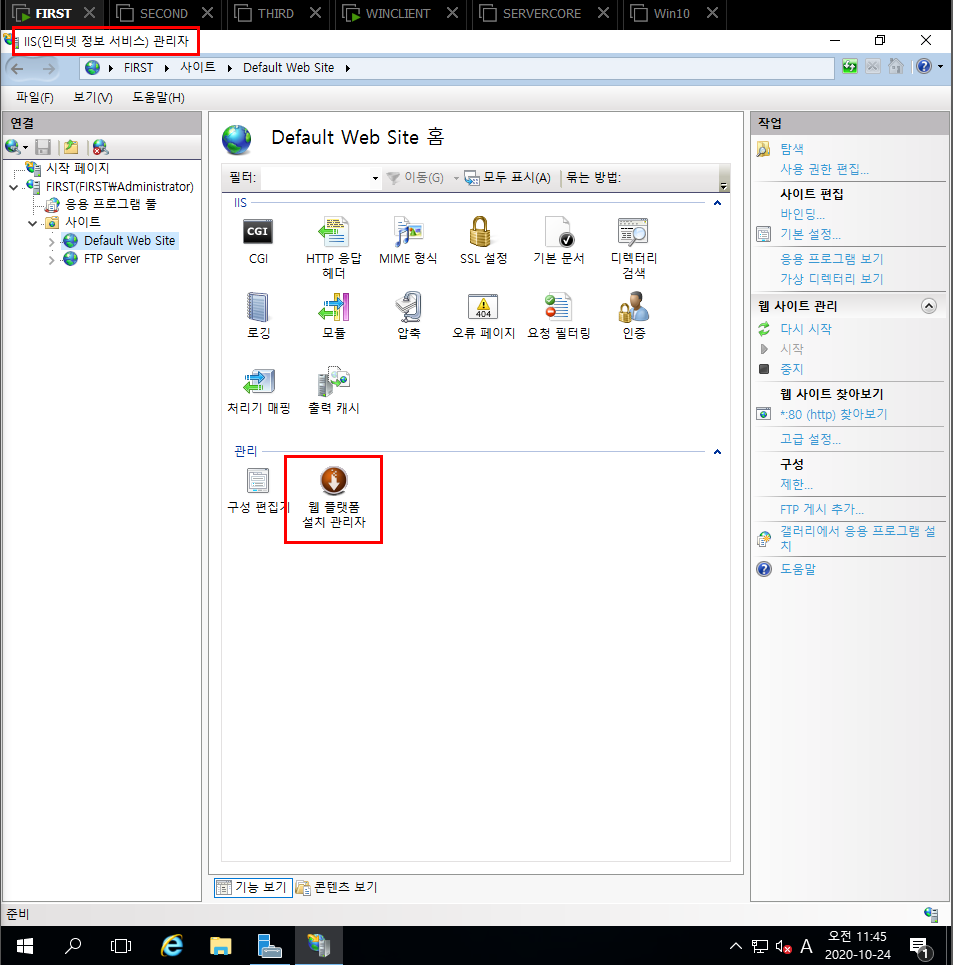 FIRST
SECOND
THIRD
WINCLIENT
SERVERCORE
Win10
IIS(인터넷 정보 서비스) 관리자
FIRST
사이트
Default Web Site
파일(F)
보기(V)
도움말(H)
연결
시작 페이지
FIRST(FIRST₩Administrator)
응용 프로그램 풀
사이트
Default Web Site
FTP Server
Default Web Site 홈
필터:
이동(G)
모두 표시(A)
묶는 방법:
IIS
CGI
CGI
HTTP 응답
헤더
MIME 형식
SSL 설정
기본 문서
디렉터리
검색
로깅
모듈
압축
404
오류 페이지
요청 필터링
인증
처리기 매핑
출력 캐시
관리
구성 편집기
웹 플랫폼
설치 관리자
기능 보기
콘텐츠 보기
작업
탐색
사용 권한 편집...
사이트 편집
바인딩...
기본 설정...
응용 프로그램 보기
가상 디렉터리 보기
웹 사이트 관리
다시 시작
시작
중지
웹 사이트 찾아보기
*:80 (http) 찾아보기
고급 설정...
구성
제한...
FTP 게시 추가...
갤러리에서 응용 프로그램 설
치
도움말
준비
A
오전 11:45
2020-10-24
1